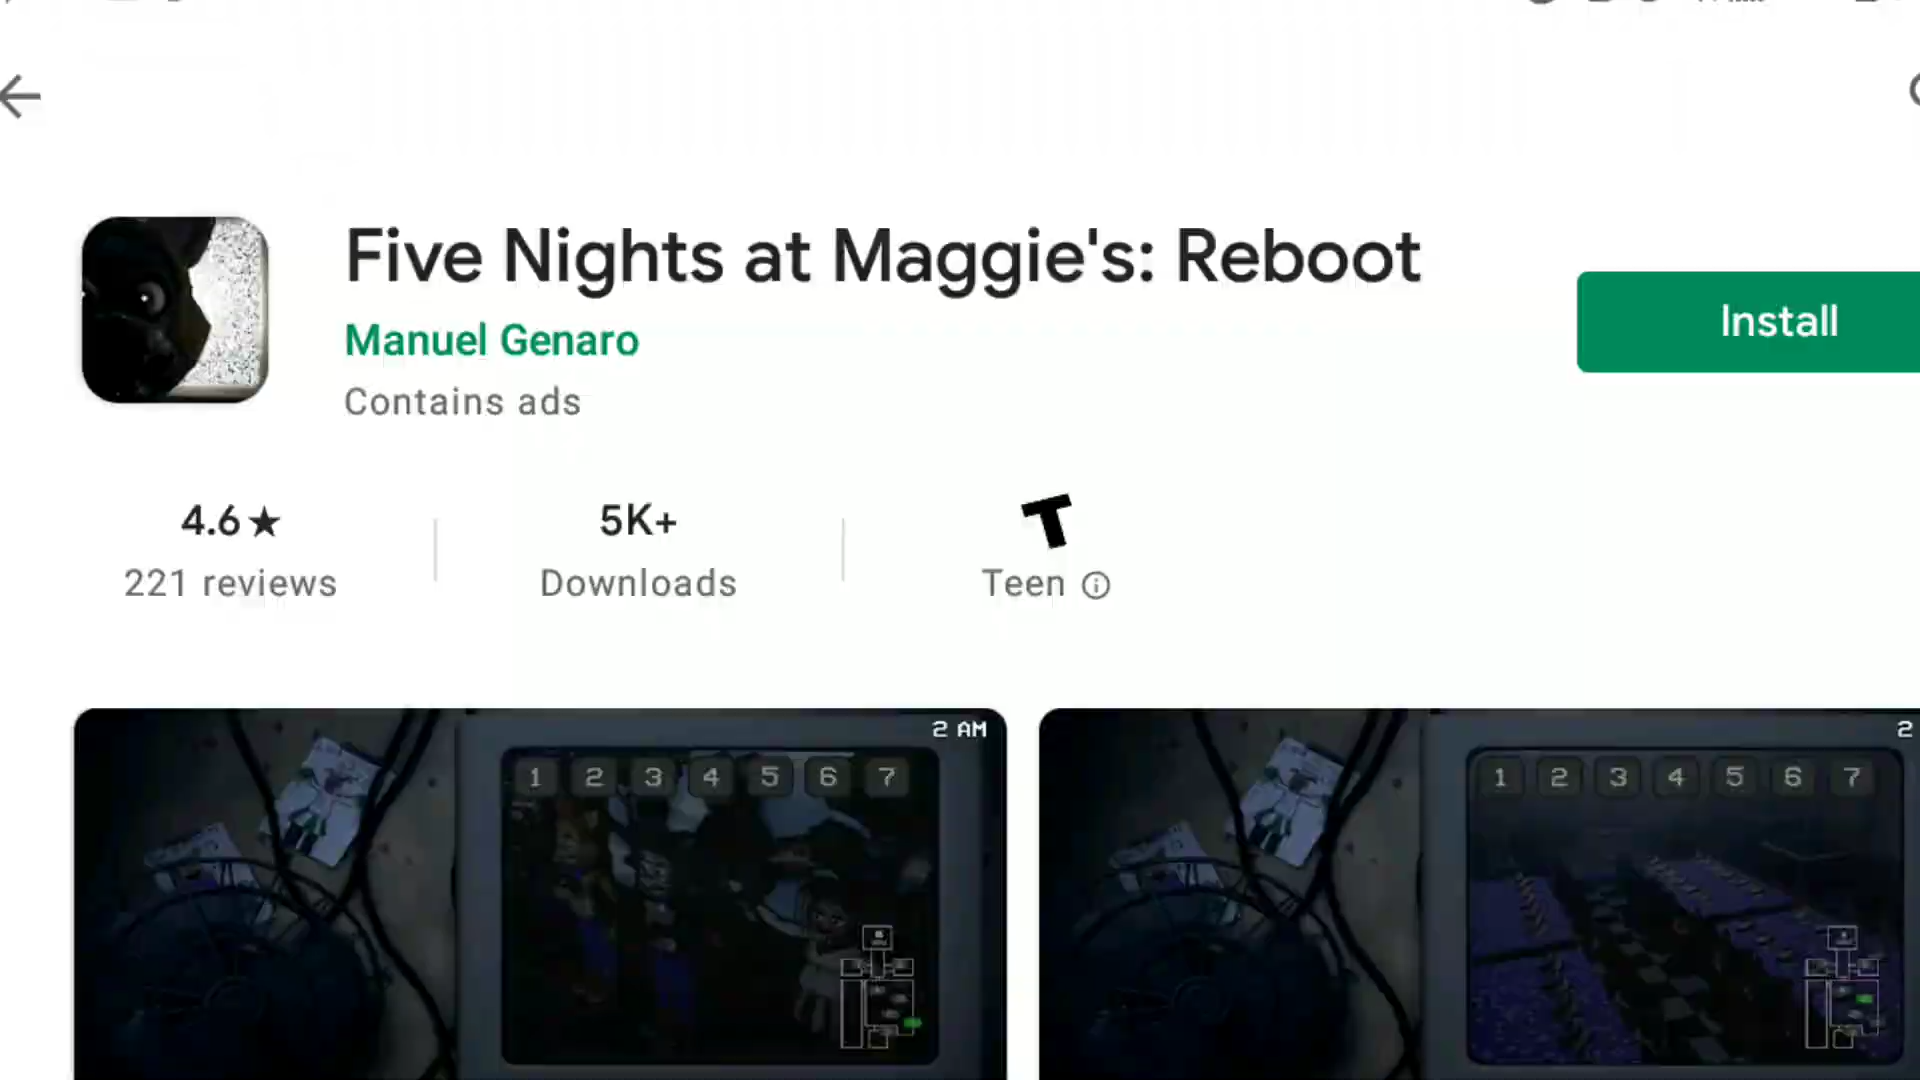 Five Nights at Maggie's: Reboot
Install
Manuel Genaro
Contains ads
4.6★
5K+
T
221 reviews
Downloads
Teen
2 AM
2
1 2 3 4 5 6 7
1 2 3 4 5 6 7